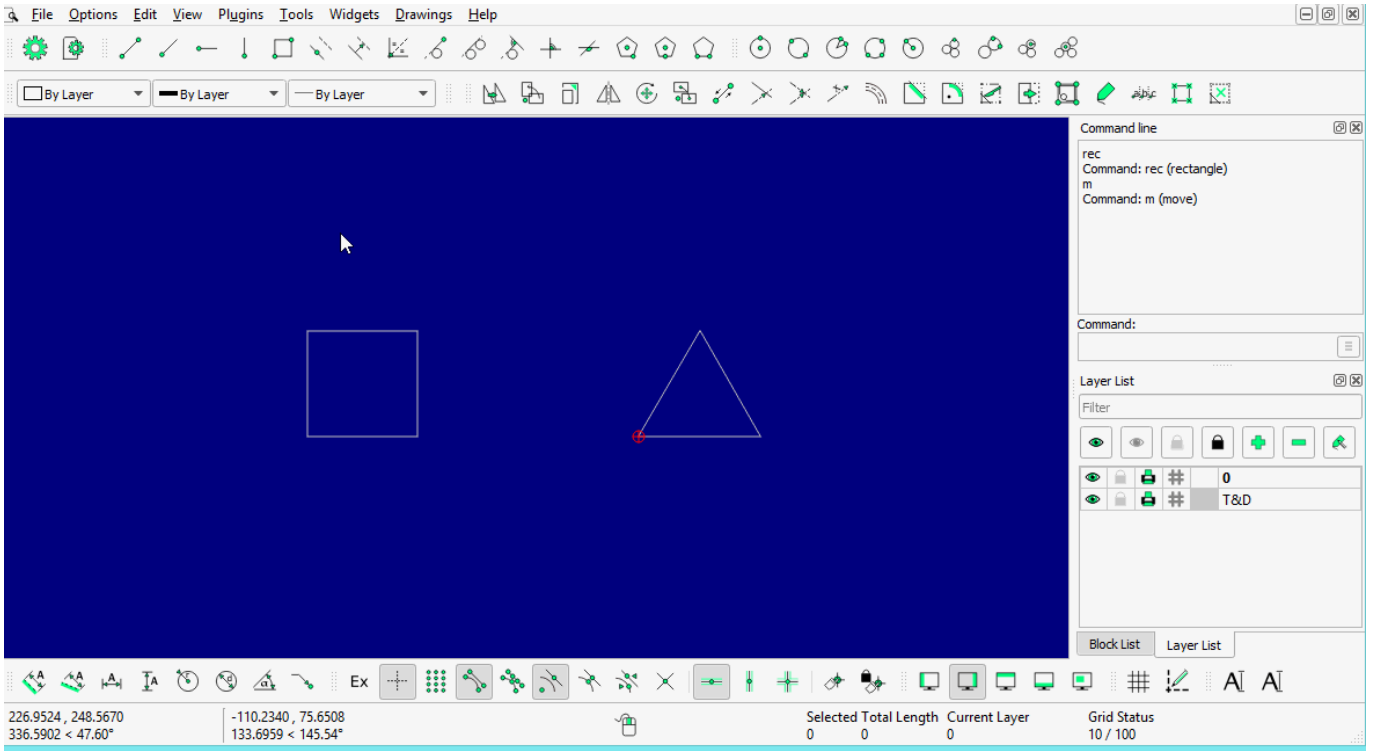 File Options Edit View Plugins Tools Widgets Drawings Help
By Layer By Layer By Layer
Command line
rec
Command: rec (rectangle)
m
Command: m (move)
Command:
Layer List
Filter
0
T&D
Block List Layer List
A A A A d a Ex A A
226.9524 , 248.5670 -110.2340 , 75.6508 Selected Total Length Current Layer Grid Status
336.5902 < 47.60° 133.6959 < 145.54° 0 0 0 10 / 100